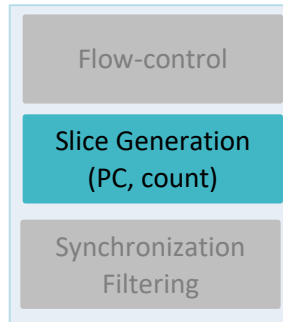 Flow-control
Slice Generation
(PC, count)
Synchronization
Filtering